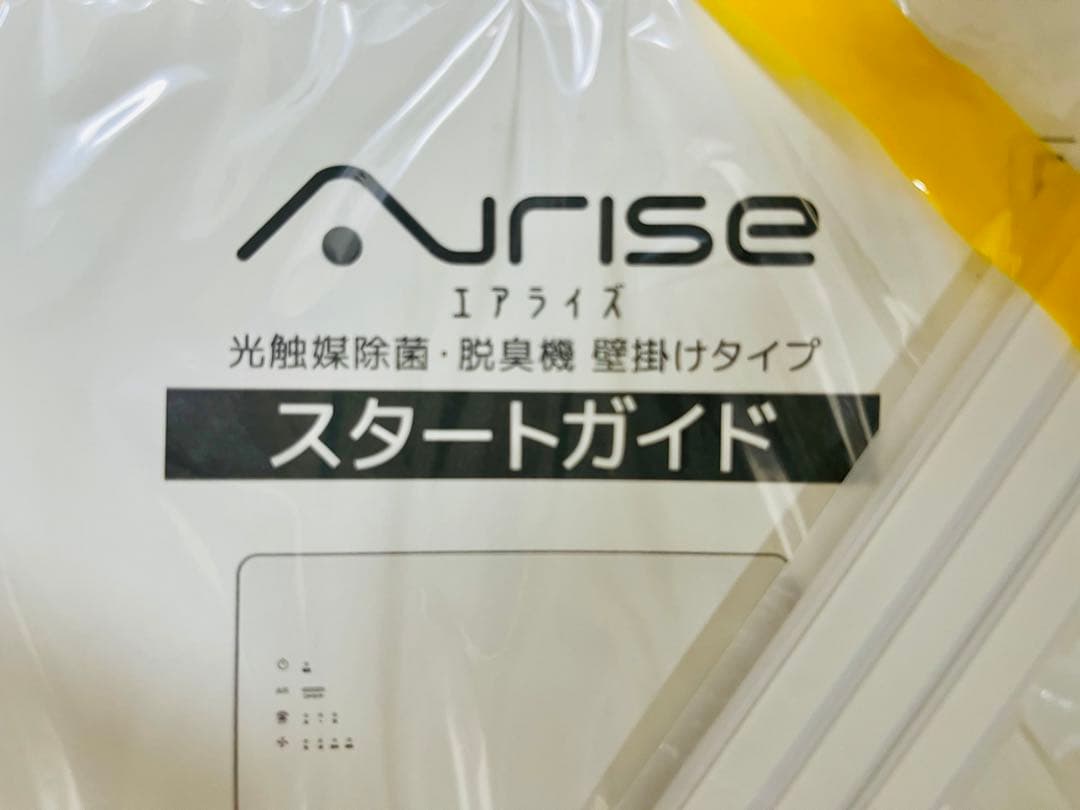 Airise
エアライズ
光触媒除菌・脱臭機 壁掛けタイプ
スタートガイド